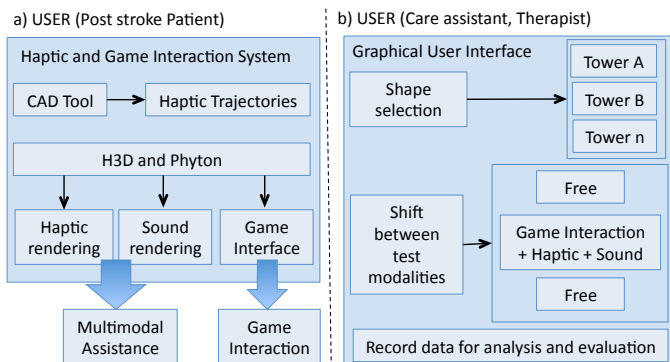 a) USER (Post stroke Patient)
Haptic and Game Interaction System
CAD Tool
Haptic Trajectories
H3D and Phyton
Haptic
rendering
Sound
rendering
Game
Interface
Multimodal
Assistance
Game
Interaction
b) USER (Care assistant, Therapist)
Graphical User Interface
Shape
selection
Tower A
Tower B
Tower n
Shift
between
test
modalities
Free
Game Interaction
+ Haptic + Sound
Free
Record data for analysis and evaluation